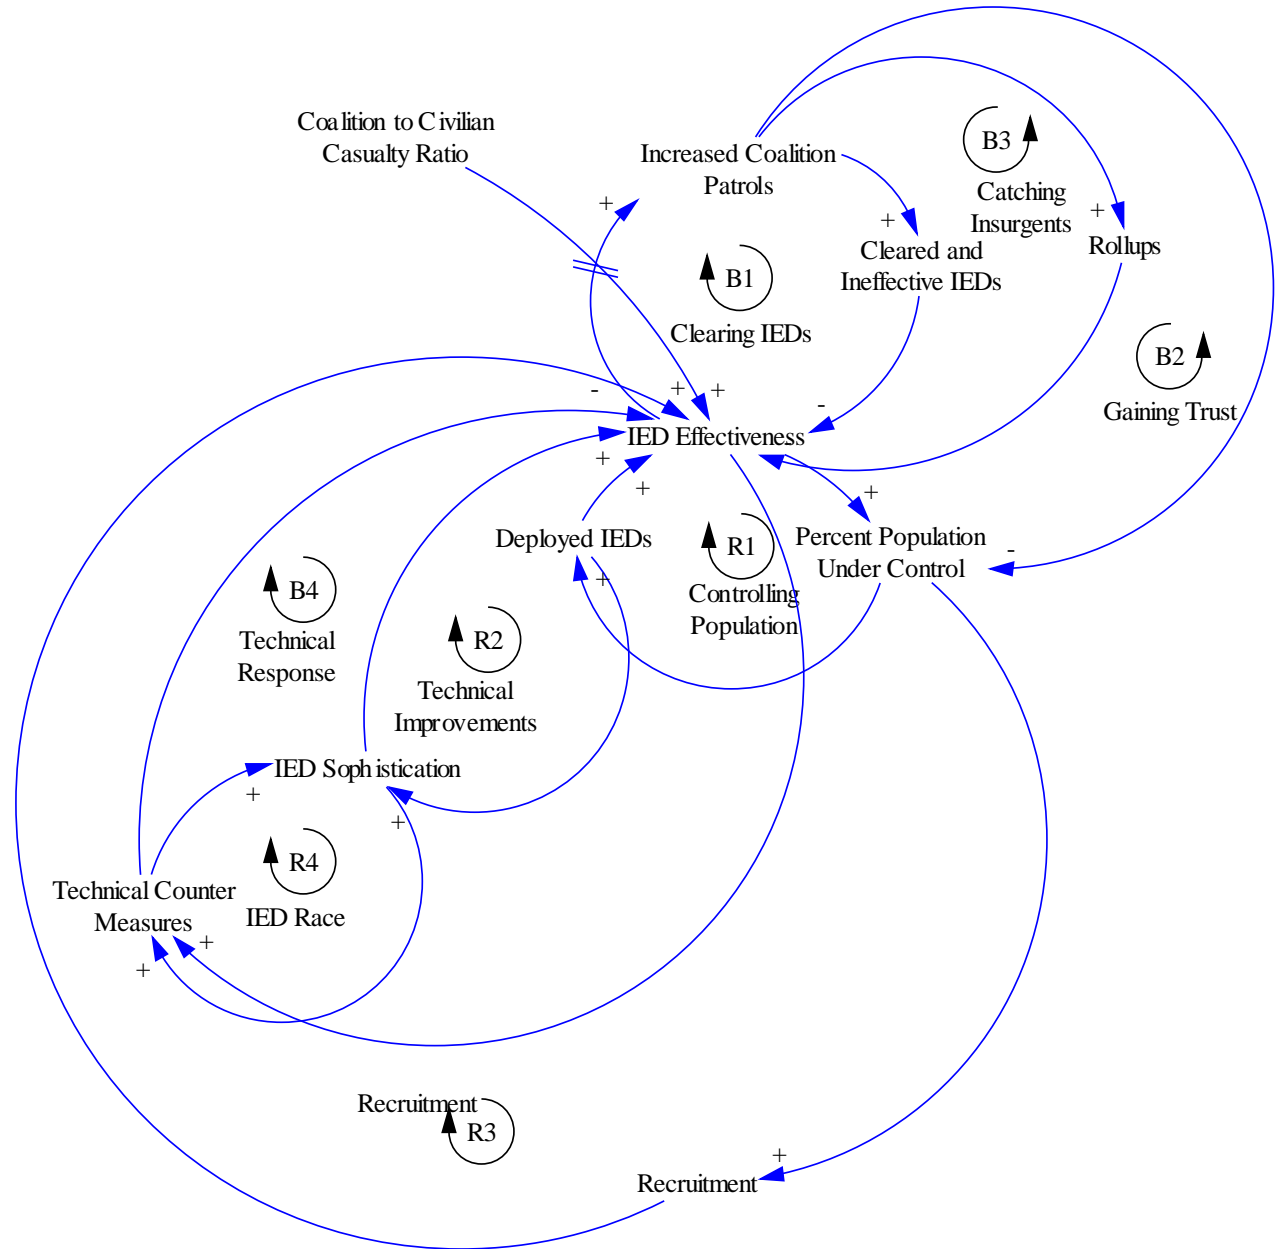 Coalition to Civilian
Casualty Ratio
Increased Coalition
Patrols
B3
Catching
Insurgents
+
+
+
Rollups
Cleared and
Ineffective IEDs
B1
Clearing IEDs
B2
Gaining Trust
-
+
+
-
IED Effectiveness
+
+
+
-
Deployed IEDs
+
R1
Controlling
Population
Percent Population
Under Control
B4
Technical
Response
R2
Technical
Improvements
IED Sophistication
+
+
R4
IED Race
Technical Counter
Measures
+
+
Recruitment
R3
+
Recruitment